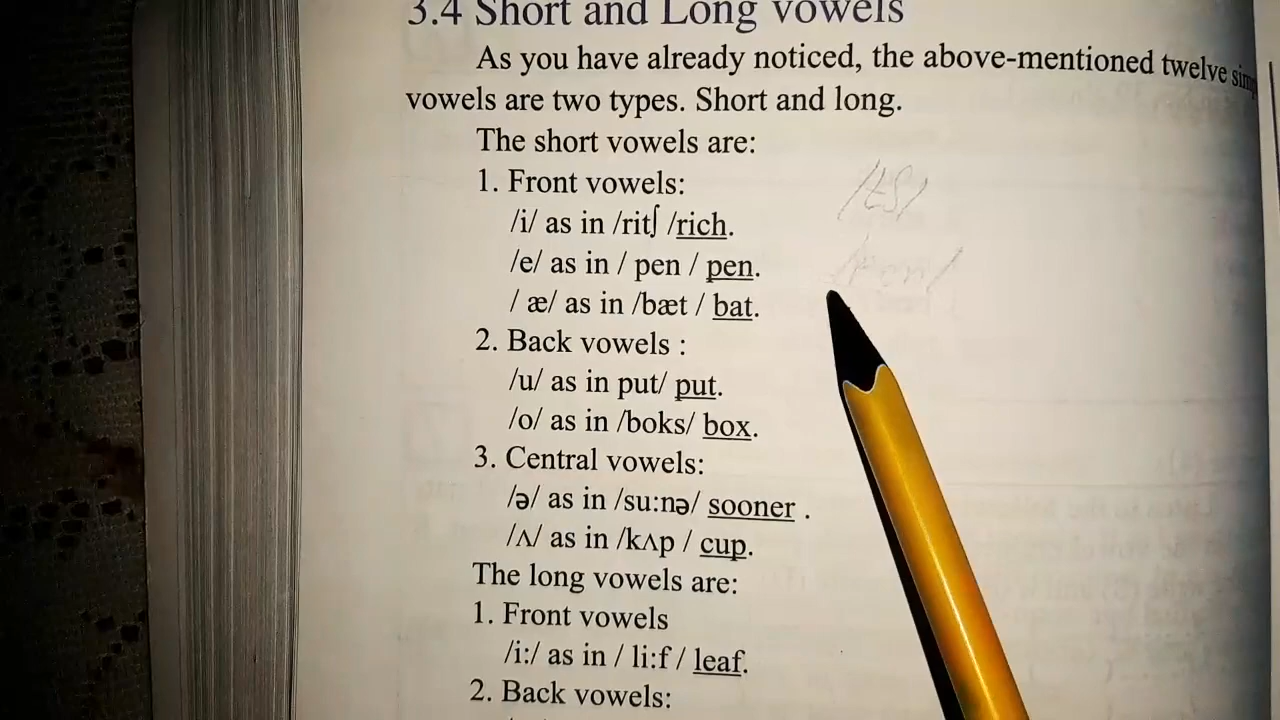 3.4 Short and Long vowels
As you have already noticed, the above-mentioned twelve
vowels are two types. Short and long.
The short vowels are:
1. Front vowels:
/i/ as in /ritʃ /rich.
/e/ as in / pen / pen.
/ æ/ as in /bæt / bat.
2. Back vowels :
/u/ as in put/ put.
/o/ as in /boks/ box.
3. Central vowels:
/ə/ as in /su:nə/ sooner .
/ʌ/ as in /kʌp / cup.
The long vowels are:
1. Front vowels
/i:/ as in / li:f / leaf.
2. Back vowels: